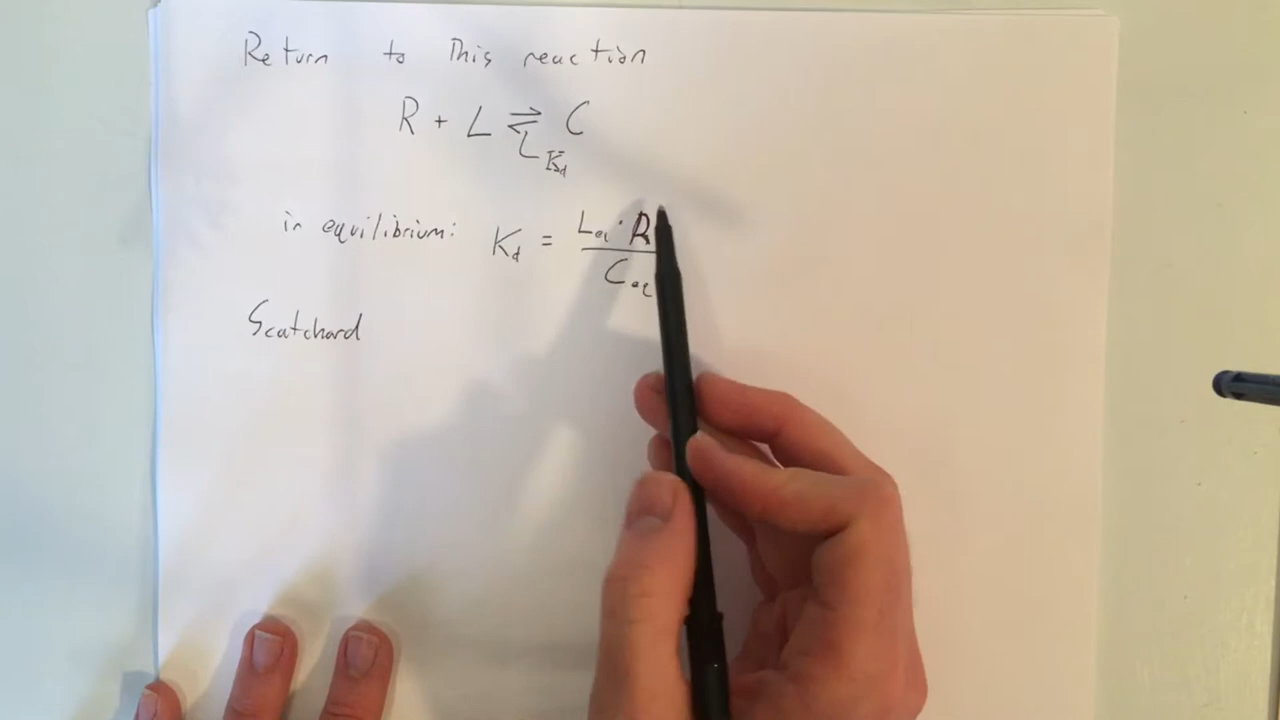 Return to this reaction
R + L ⇌ C
Kd
in equilibrium: Kd = Leq · R / Ceq
Scatchard